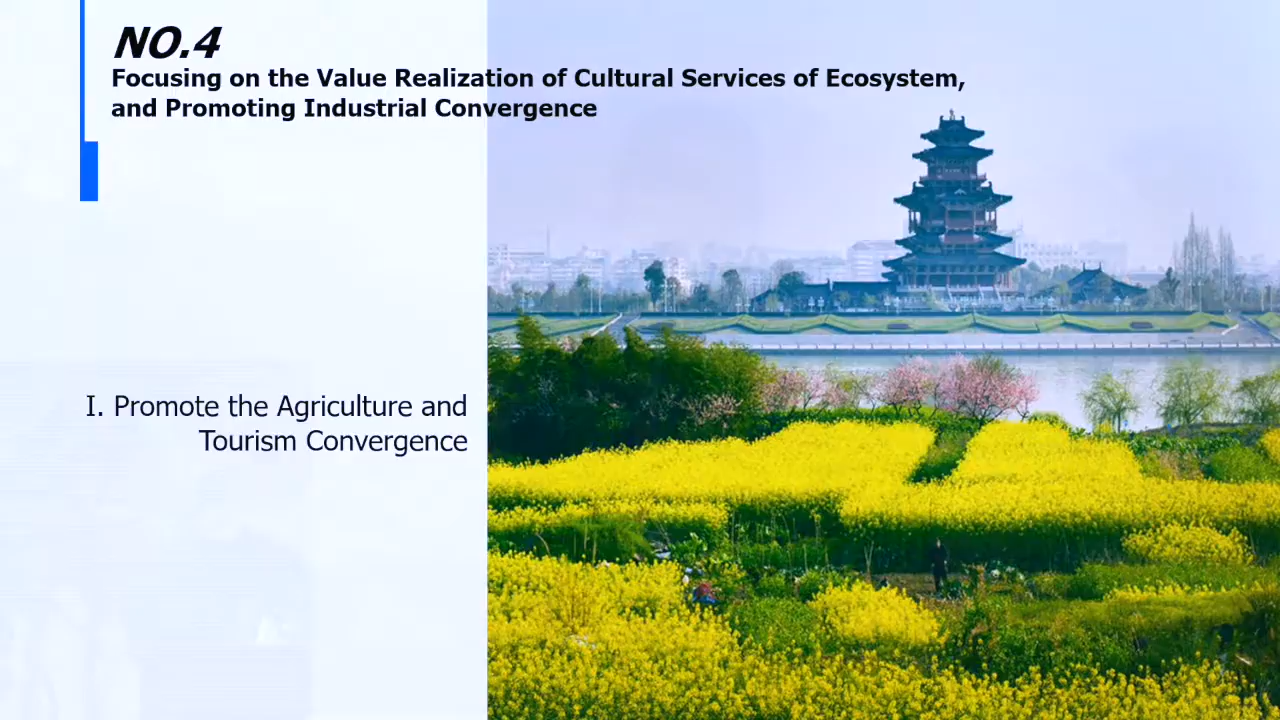 NO.4
Focusing on the Value Realization of Cultural Services of Ecosystem,
and Promoting Industrial Convergence
I. Promote the Agriculture and
Tourism Convergence